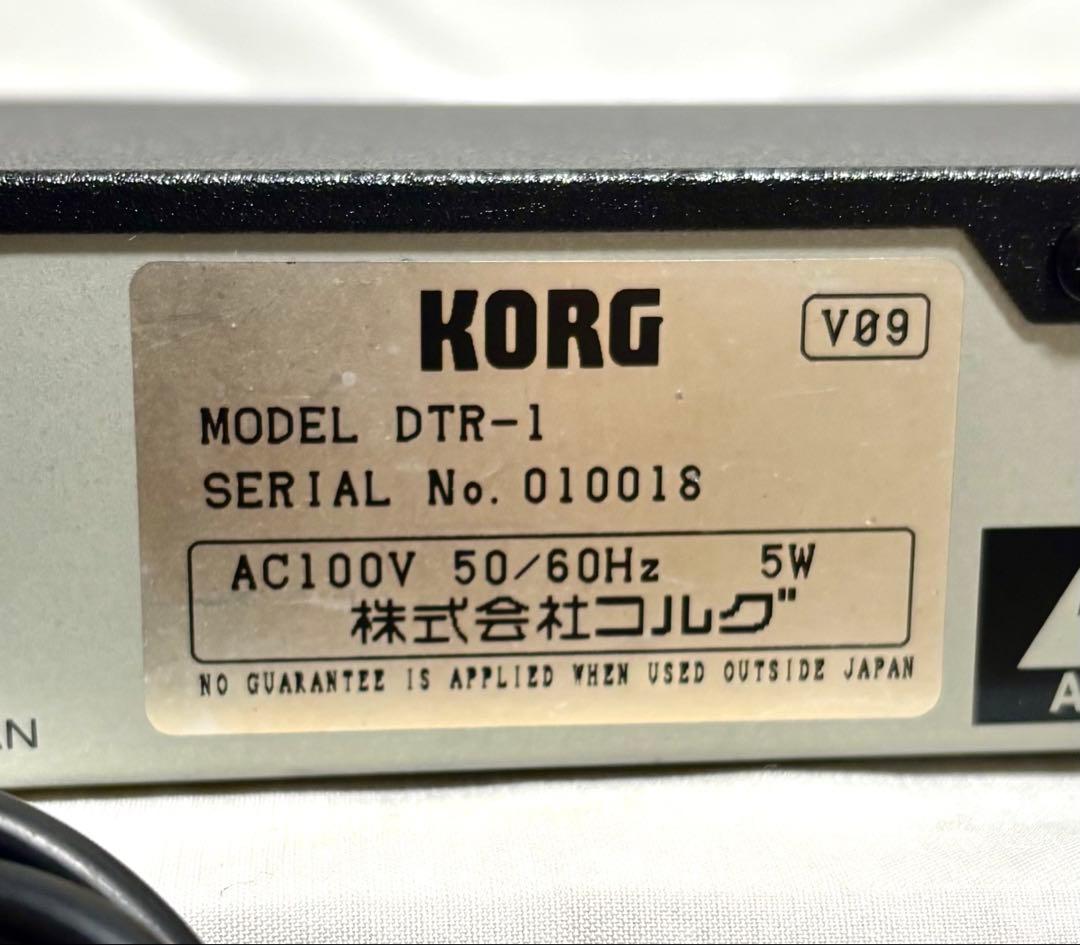 KORG
V09
MODEL DTR-1
SERIAL No. 010018
AC100V 50/60Hz 5W
株式会社コルグ
NO GUARANTEE IS APPLIED WHEN USED OUTSIDE JAPAN